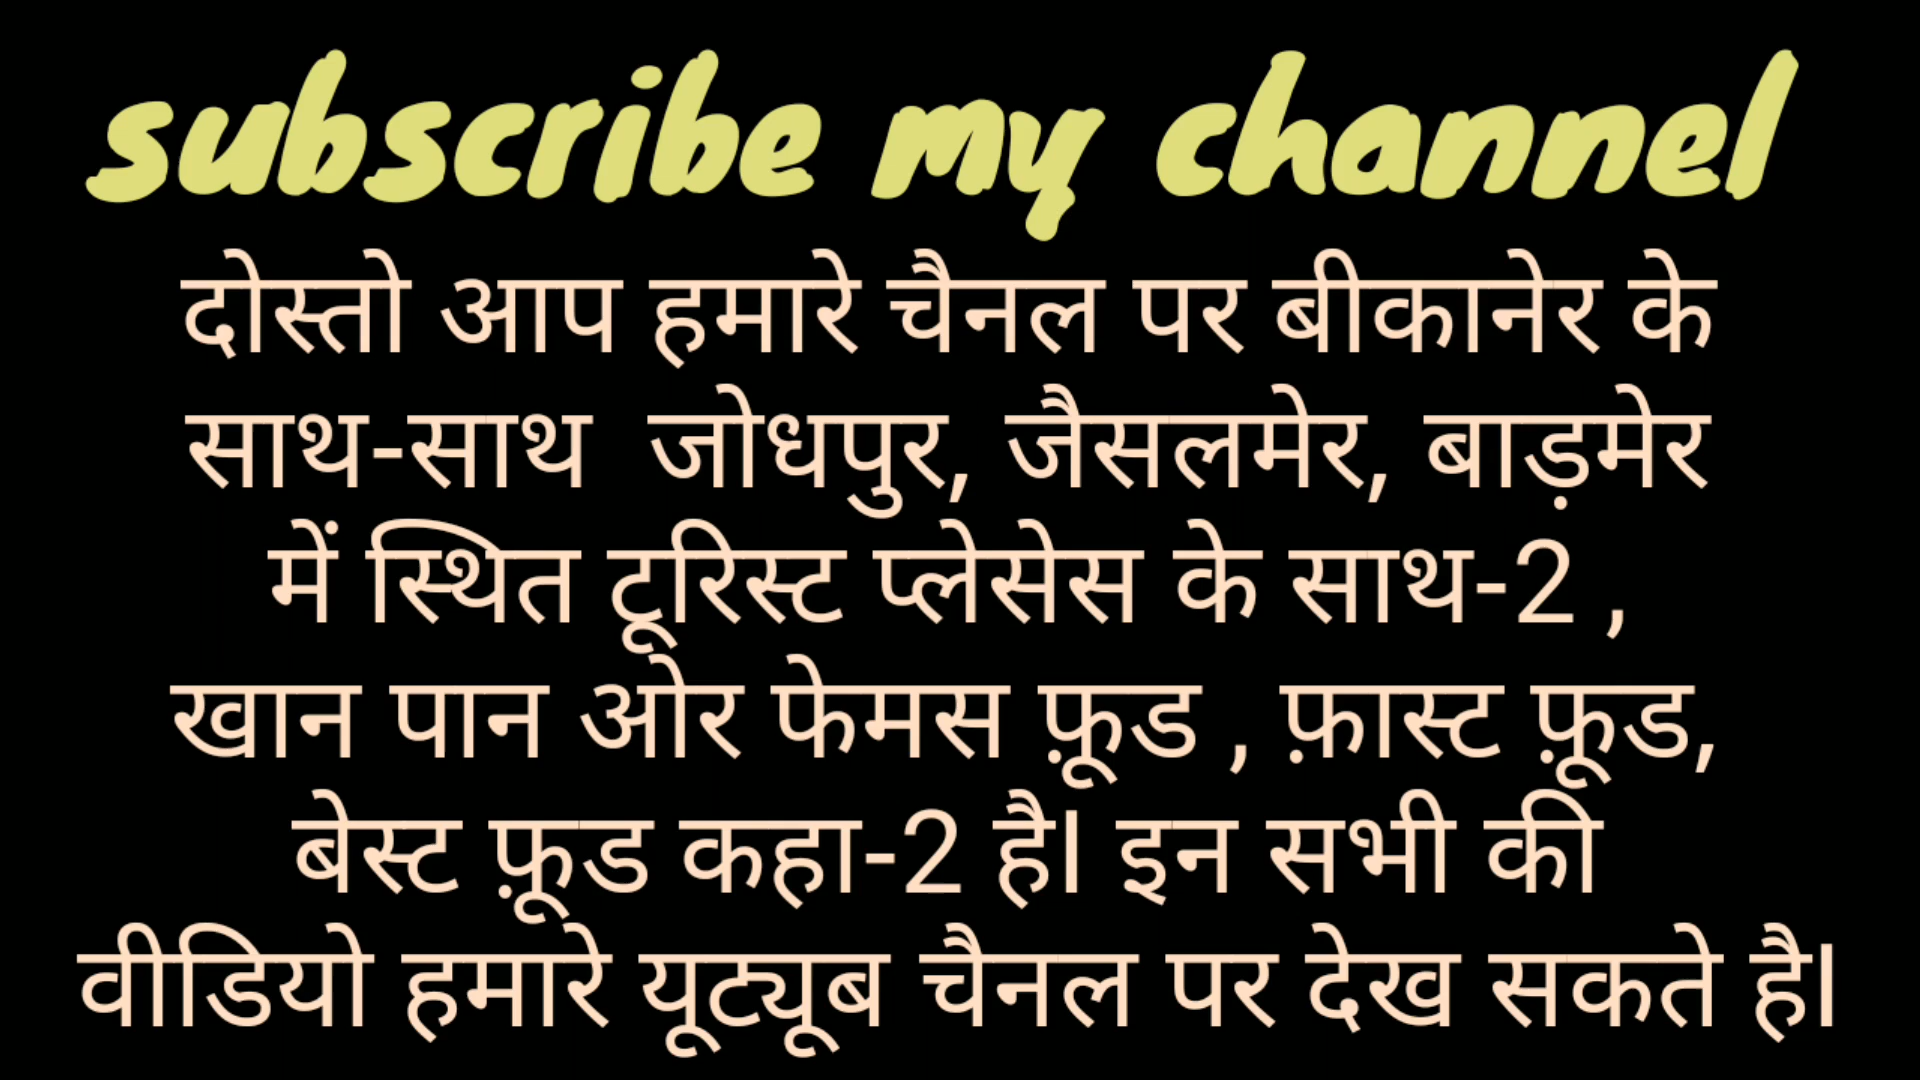 subscribe my channel
दोस्तो आप हमारे चैनल पर बीकानेर के
साथ-साथ जोधपुर, जैसलमेर, बाड़मेर
में स्थित टूरिस्ट प्लेसेस के साथ-2 ,
खान पान ओर फेमस फ़ूड , फ़ास्ट फ़ूड,
बेस्ट फ़ूड कहा-2 है। इन सभी की
वीडियो हमारे यूट्यूब चैनल पर देख सकते है।